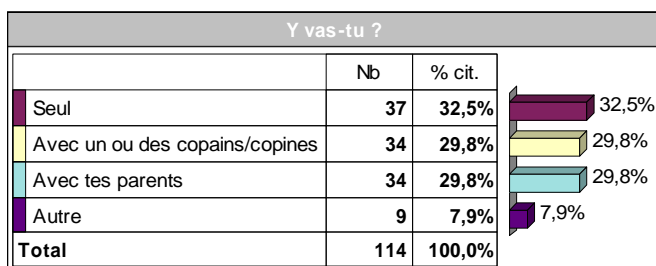 Y vas-tu ?
Nb % cit.
Seul 37 32,5% 32,5%
Avec un ou des copains/copines 34 29,8% 29,8%
Avec tes parents 34 29,8% 29,8%
Autre 9 7,9% 7,9%
Total 114 100,0%